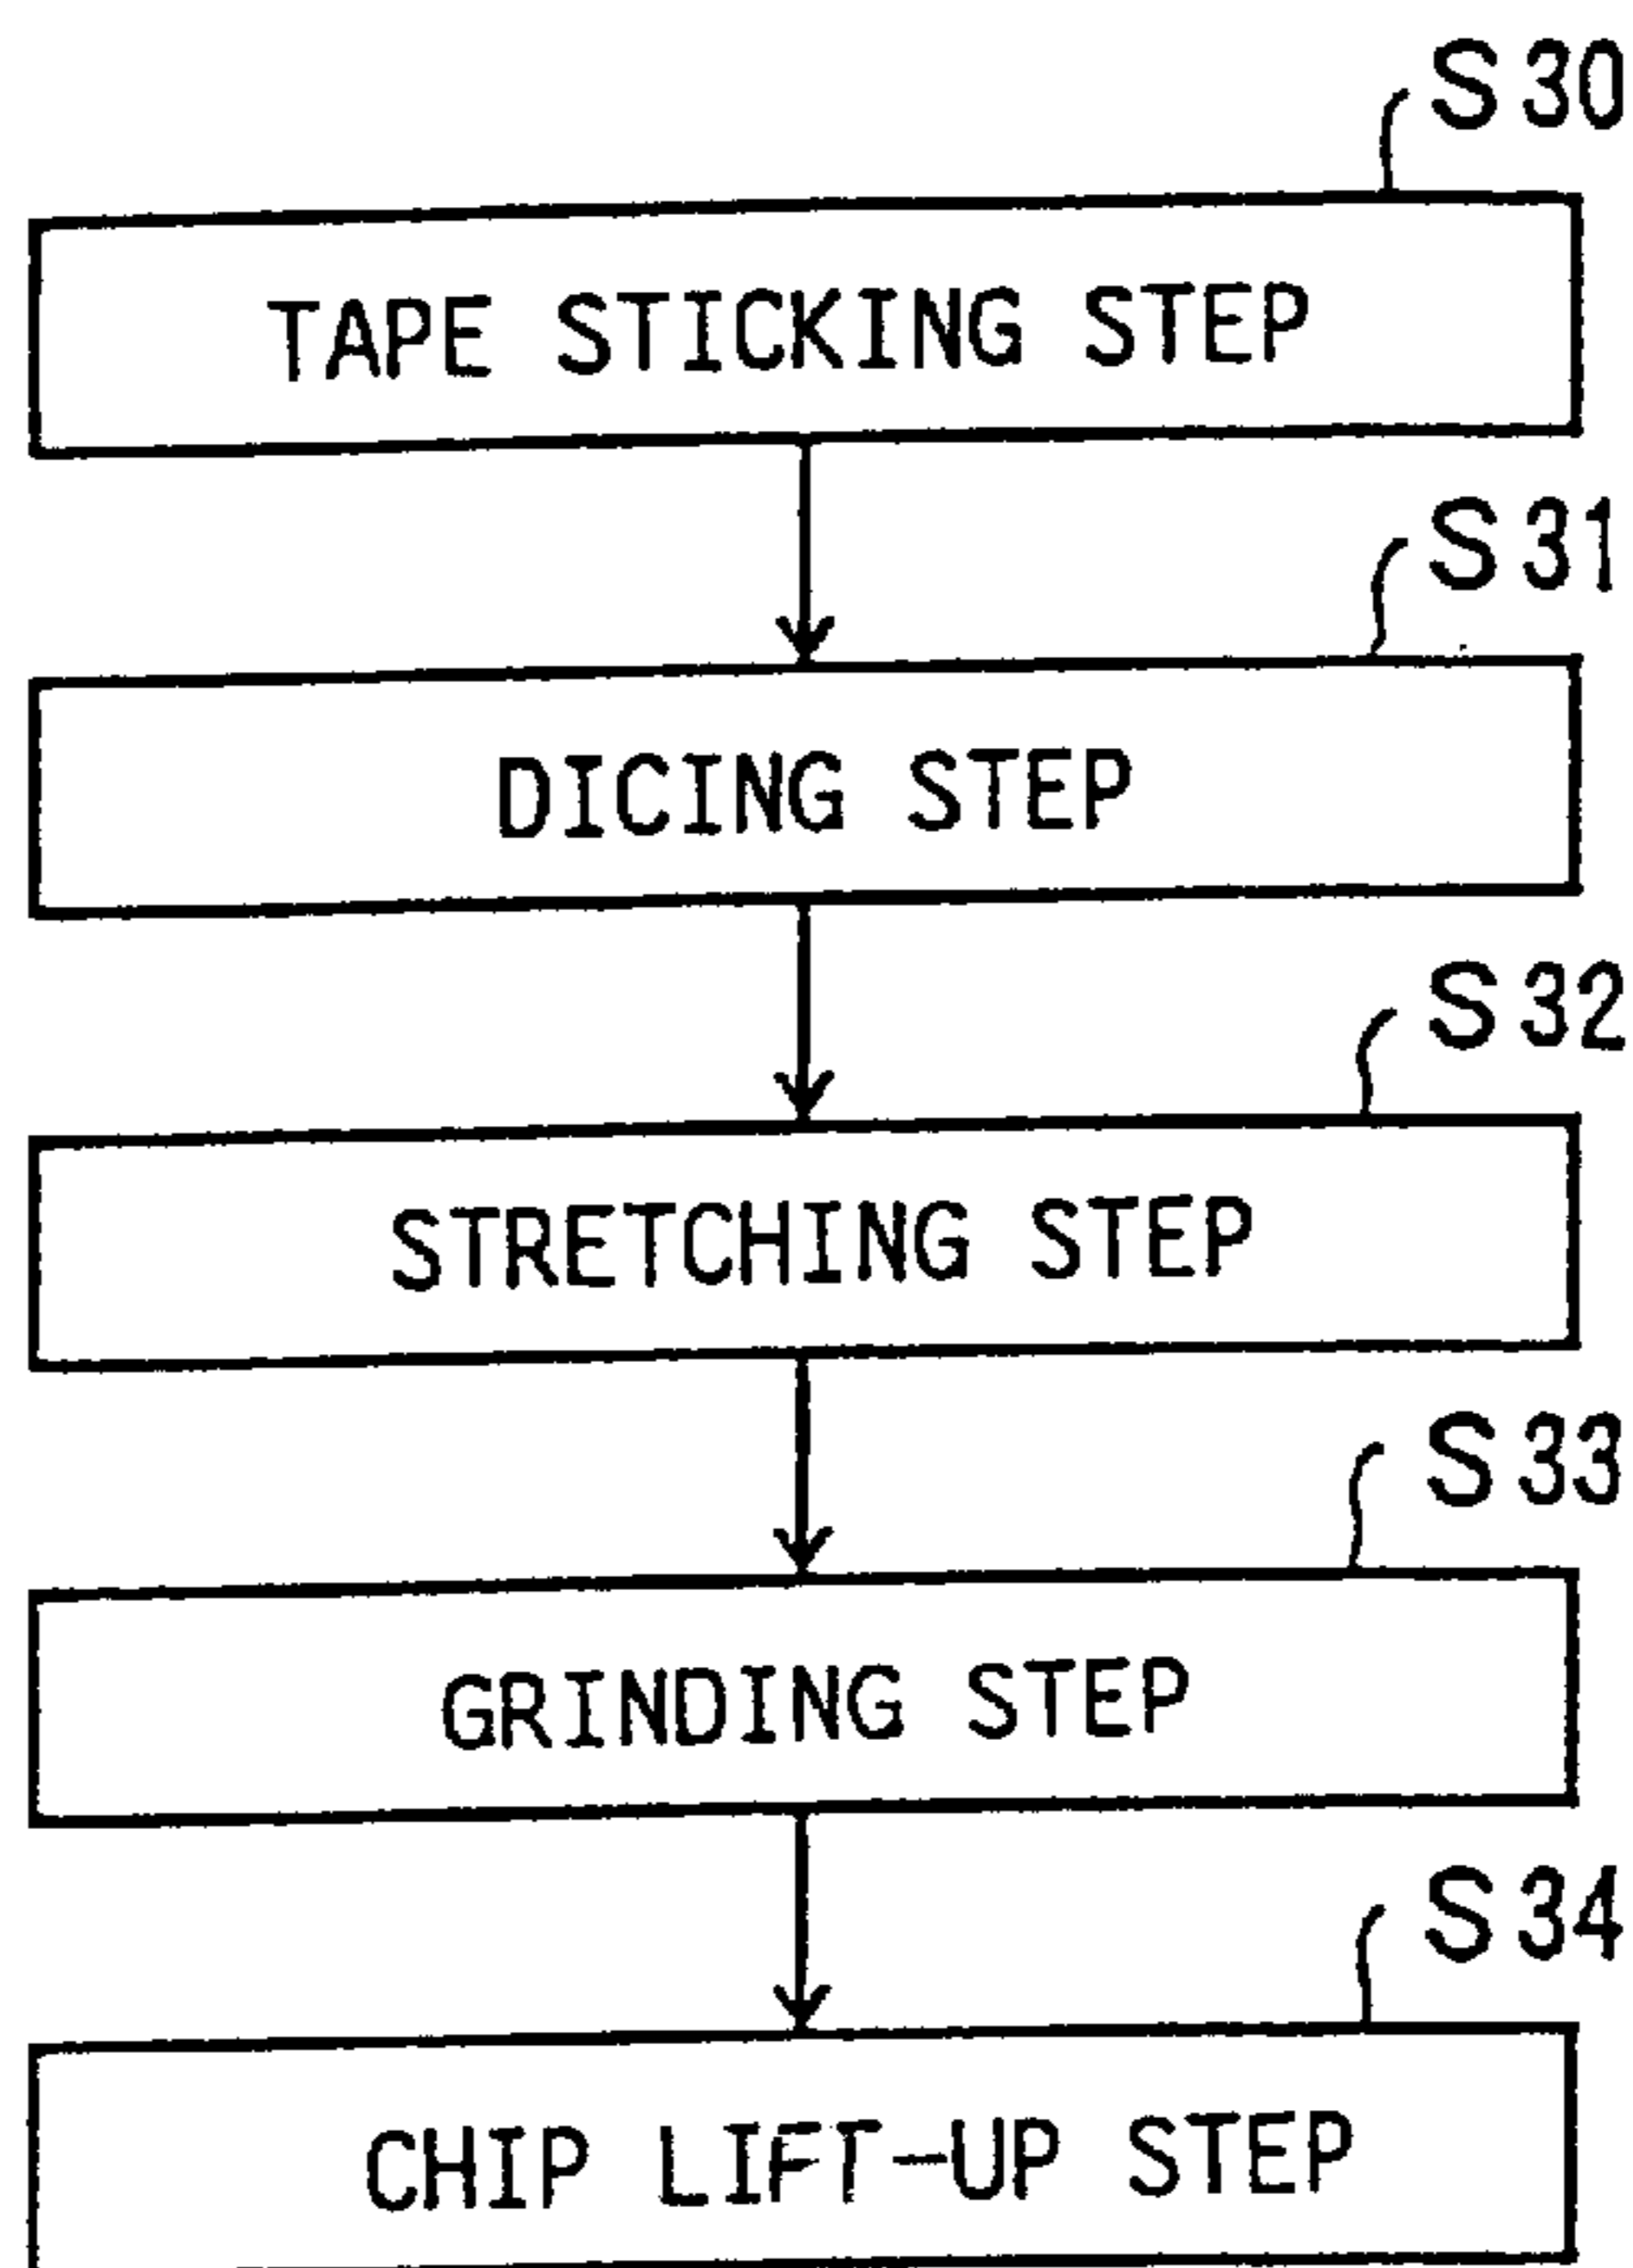 S30
TAPE STICKING STEP
S31
DICING STEP
S32
STRETCHING STEP
S33
GRINDING STEP
S34
CHIP LIFT-UP STEP